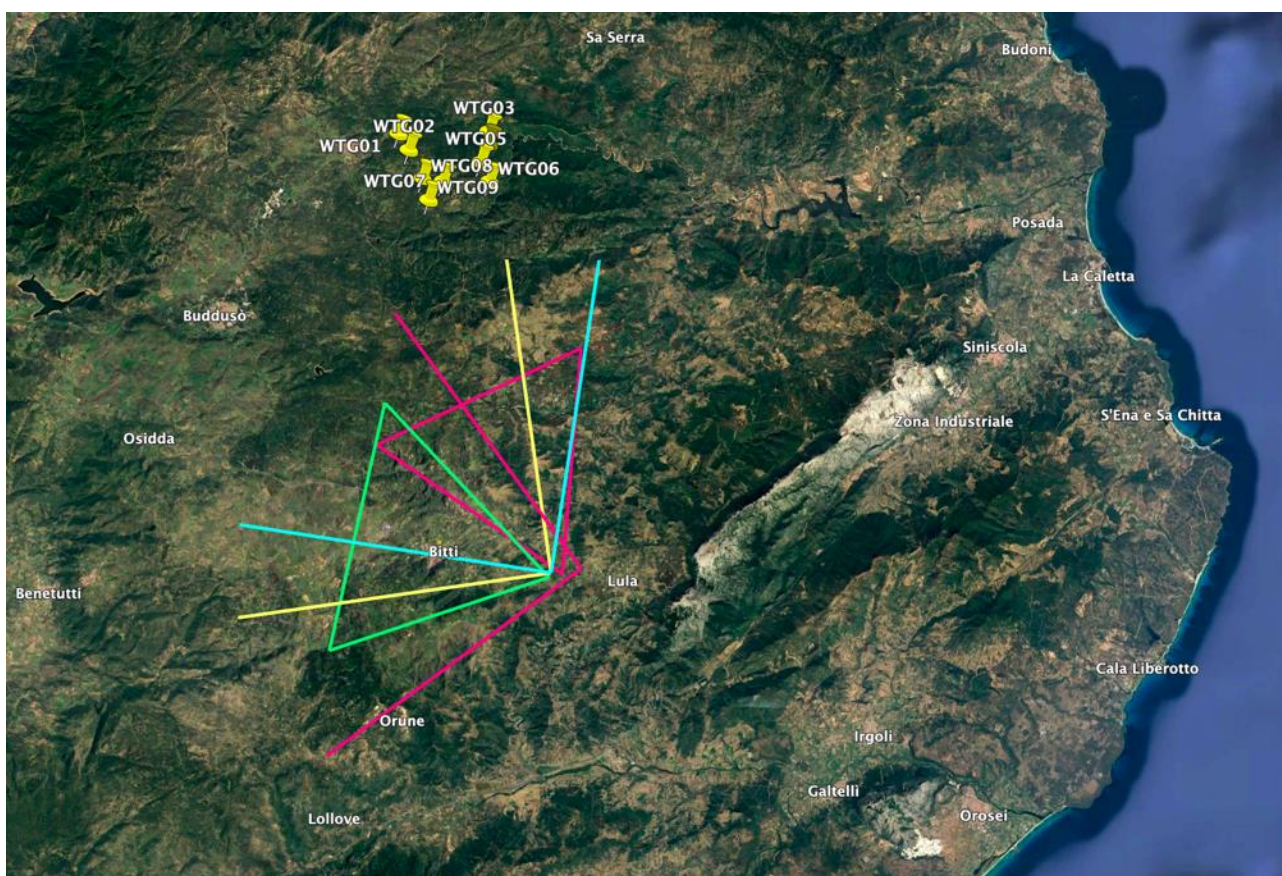 Sa Serra
Budoni
WTG03
WTG02
WTG05
WTG01
WTG08
WTG06
WTG07
WTG09
Posada
La Caletta
Buddusò
Siniscola
S'Ena e Sa Chitta
Zona Industriale
Osidda
Bitti
Lula
Benetutti
Cala Liberotto
Orune
Irgoli
Galtellì
Orosei
Lollove